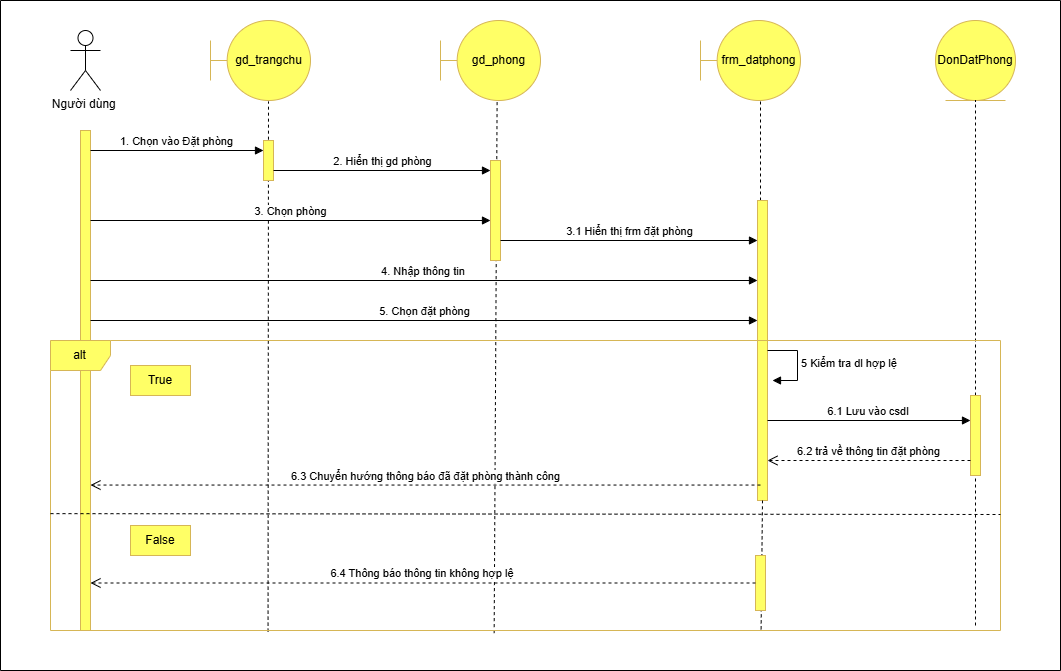 gd_trangchu
gd_phong
frm_datphong
DonDatPhong
Người dùng
1. Chọn vào Đặt phòng
2. Hiển thị gd phòng
3. Chọn phòng
3.1 Hiển thị frm đặt phòng
4. Nhập thông tin
5. Chọn đặt phòng
alt
True
5 Kiểm tra dl hợp lệ
6.1 Lưu vào csdl
6.2 trả về thông tin đặt phòng
6.3 Chuyển hướng thông báo đã đặt phòng thành công
False
6.4 Thông báo thông tin không hợp lệ